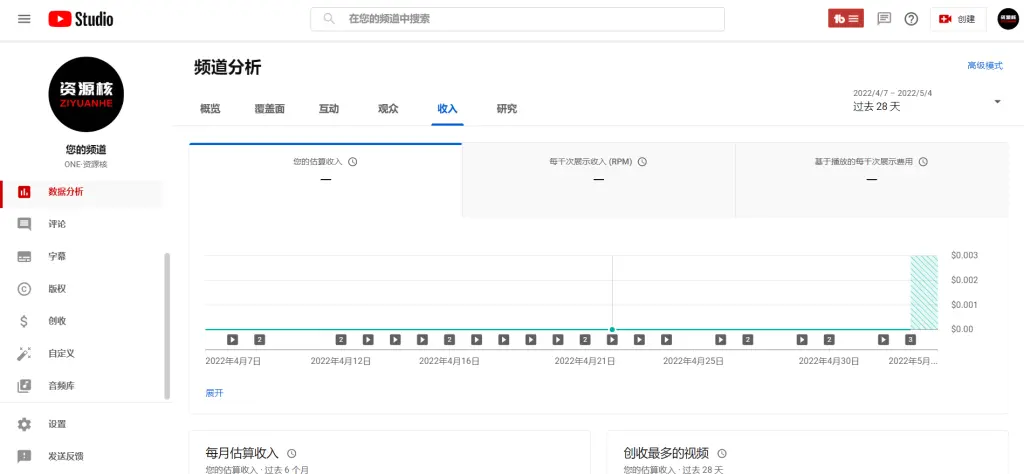 Studio
在您的频道中搜索
创建
资源核
资源核
ZIYUANHE
您的频道
ONE-资源核
数据分析
评论
字幕
版权
创收
自定义
音频库
设置
发送反馈
频道分析
高级模式
概览
覆盖面
互动
观众
收入
研究
2022/4/7 – 2022/5/4
过去 28 天
您的估算收入
—
每千次展示收入 (RPM)
—
基于播放的每千次展示费用
—
$0.003
$0.002
$0.001
$0.00
2
2
2
2
2
2
3
2022年4月7日
2022年4月12日
2022年4月16日
2022年4月21日
2022年4月25日
2022年4月30日
2022年5月...
展开
每月估算收入
您的估算收入 · 过去 6 个月
创收最多的视频
您的估算收入 · 过去 28 天